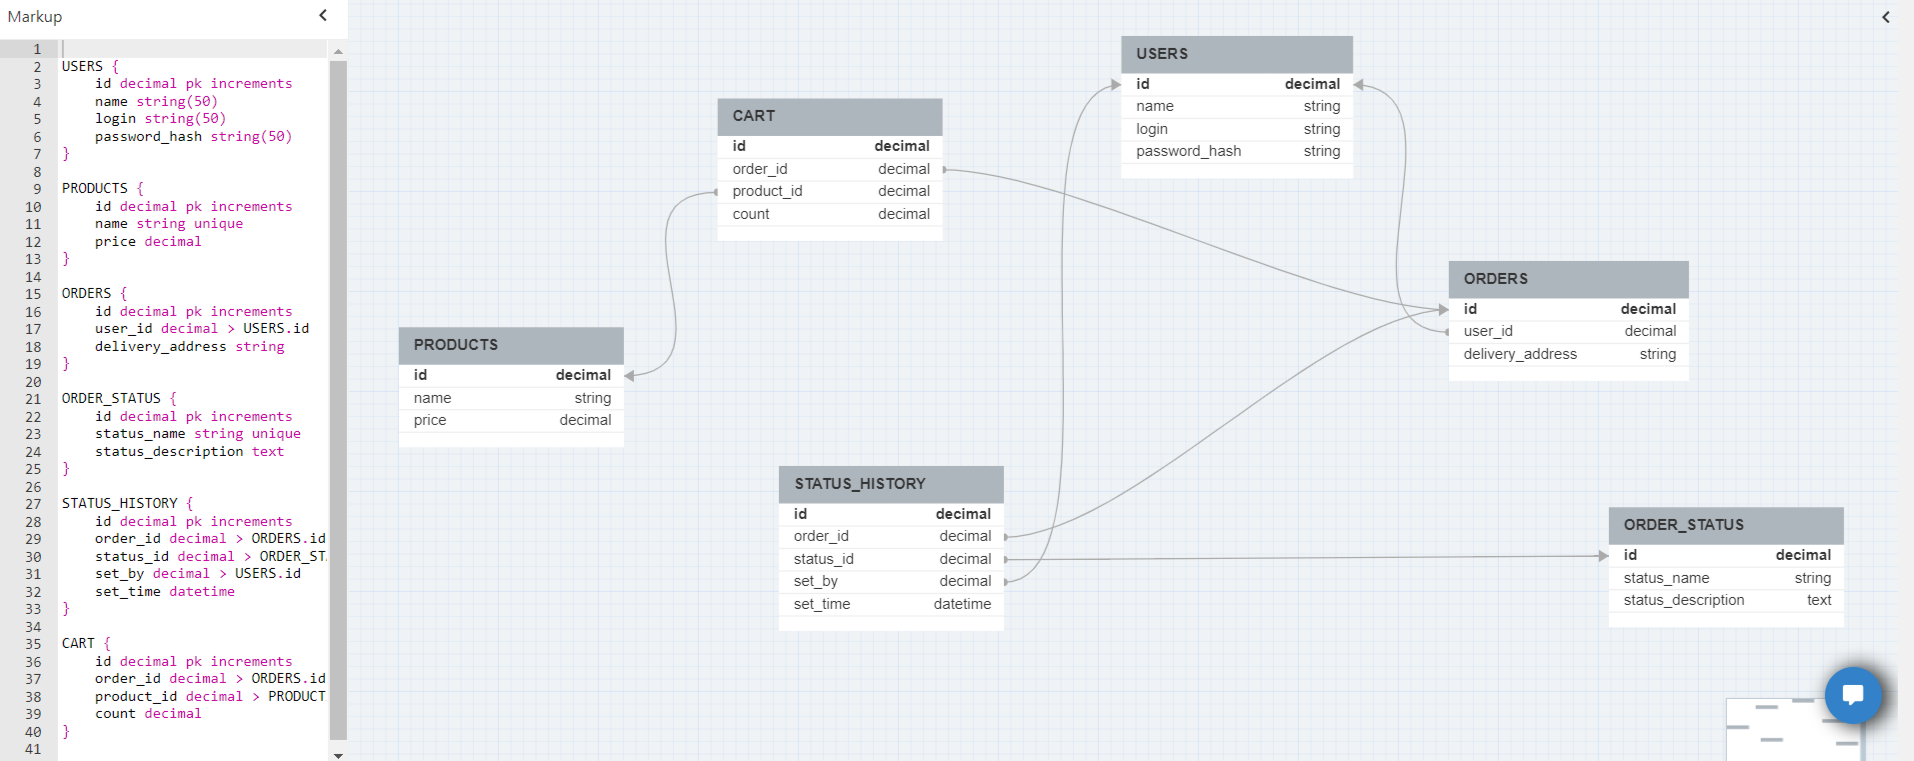 Markup
1
2 USERS {
3 id decimal pk increments
4 name string(50)
5 login string(50)
6 password_hash string(50)
7 }
8
9 PRODUCTS {
10 id decimal pk increments
11 name string unique
12 price decimal
13 }
14
15 ORDERS {
16 id decimal pk increments
17 user_id decimal > USERS.id
18 delivery_address string
19 }
20
21 ORDER_STATUS {
22 id decimal pk increments
23 status_name string unique
24 status_description text
25 }
26
27 STATUS_HISTORY {
28 id decimal pk increments
29 order_id decimal > ORDERS.id
30 status_id decimal > ORDER_ST
31 set_by decimal > USERS.id
32 set_time datetime
33 }
34
35 CART {
36 id decimal pk increments
37 order_id decimal > ORDERS.id
38 product_id decimal > PRODUCT
39 count decimal
40 }
41
USERS
id decimal
name string
login string
password_hash string
CART
id decimal
order_id decimal
product_id decimal
count decimal
ORDERS
id decimal
user_id decimal
delivery_address string
PRODUCTS
id decimal
name string
price decimal
STATUS_HISTORY
id decimal
order_id decimal
status_id decimal
set_by decimal
set_time datetime
ORDER_STATUS
id decimal
status_name string
status_description text